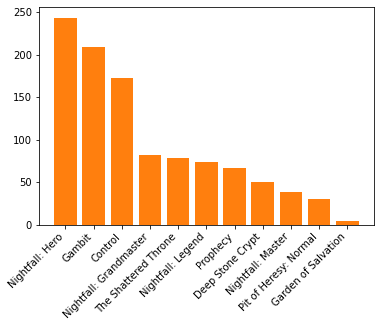 250
200
150
100
50
0
Nightfall: Hero
Gambit
Control
Nightfall: Grandmaster
The Shattered Throne
Nightfall: Legend
Prophecy
Deep Stone Crypt
Nightfall: Master
Pit of Heresy: Normal
Garden of Salvation